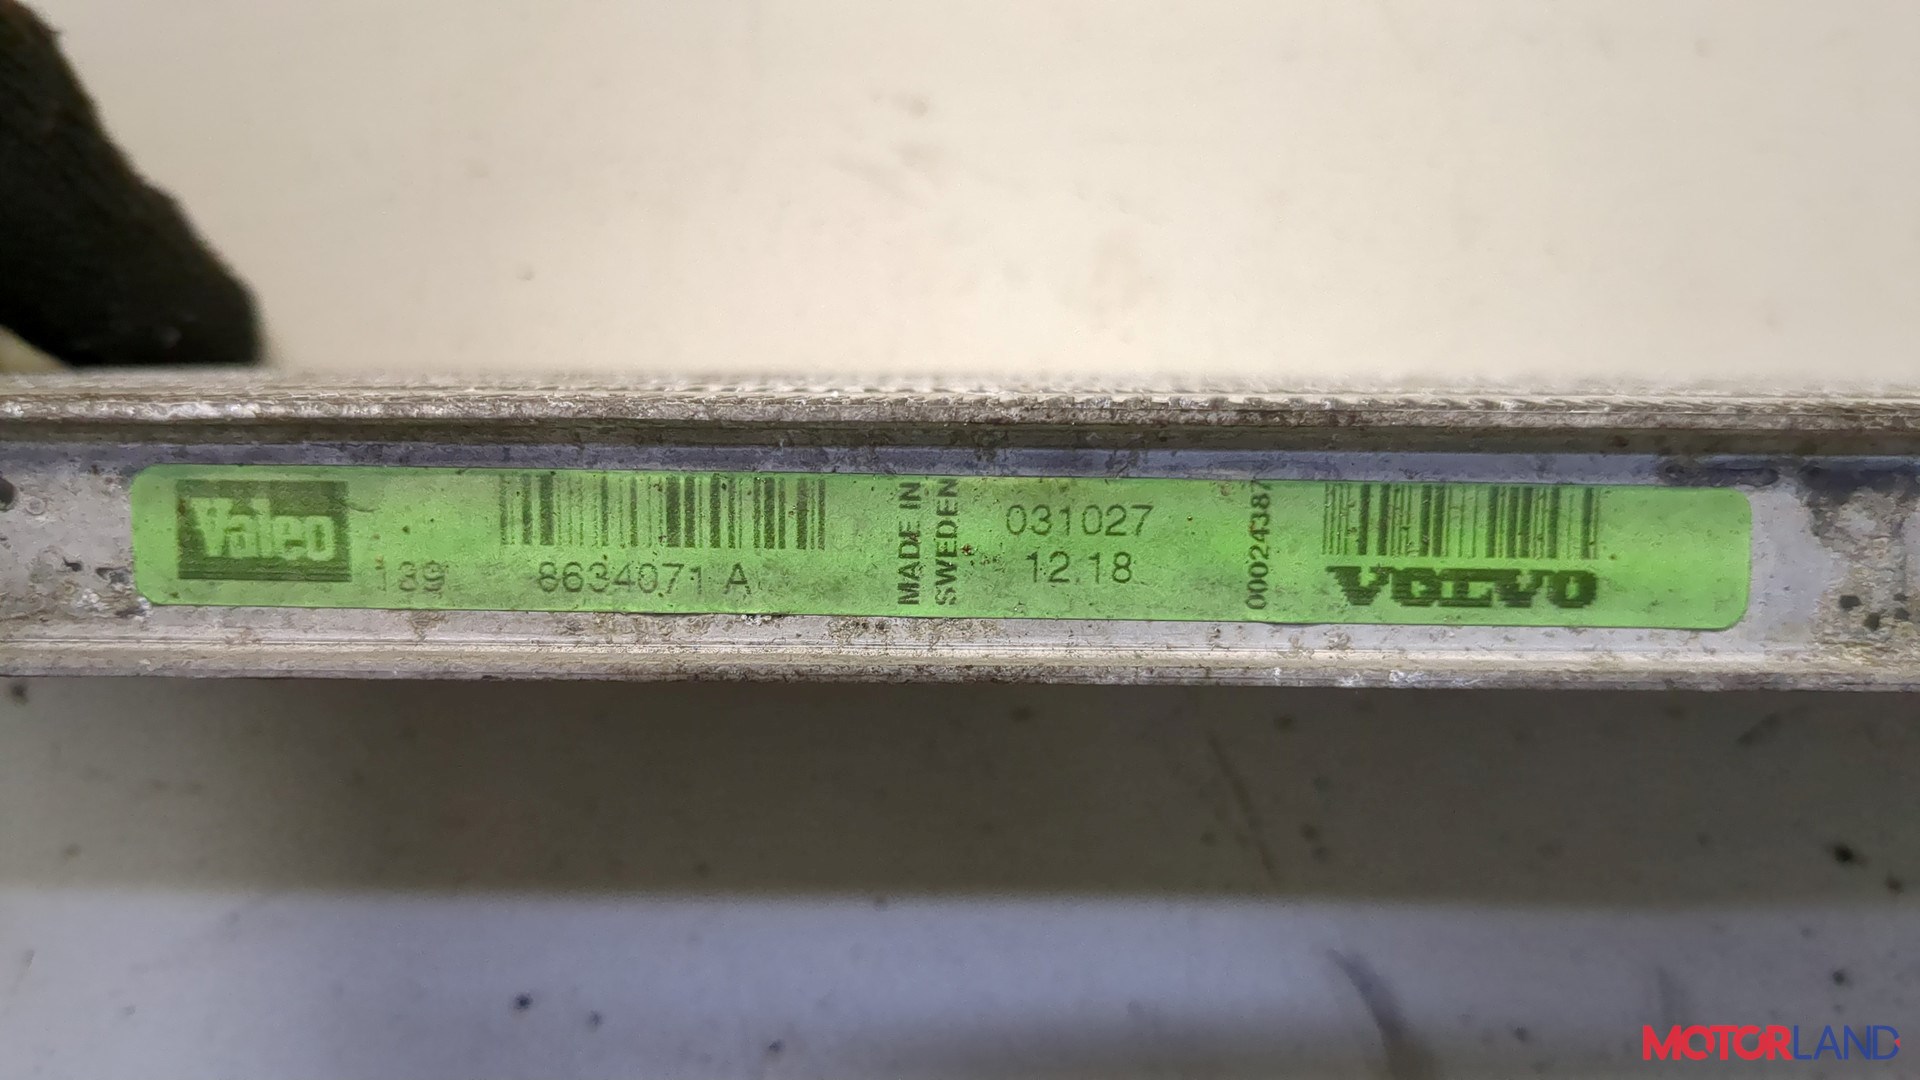 Valeo
189
8634071 A
MADE IN
SWEDEN
031027
12.18
00024387
VOLVO
MOTORLAND